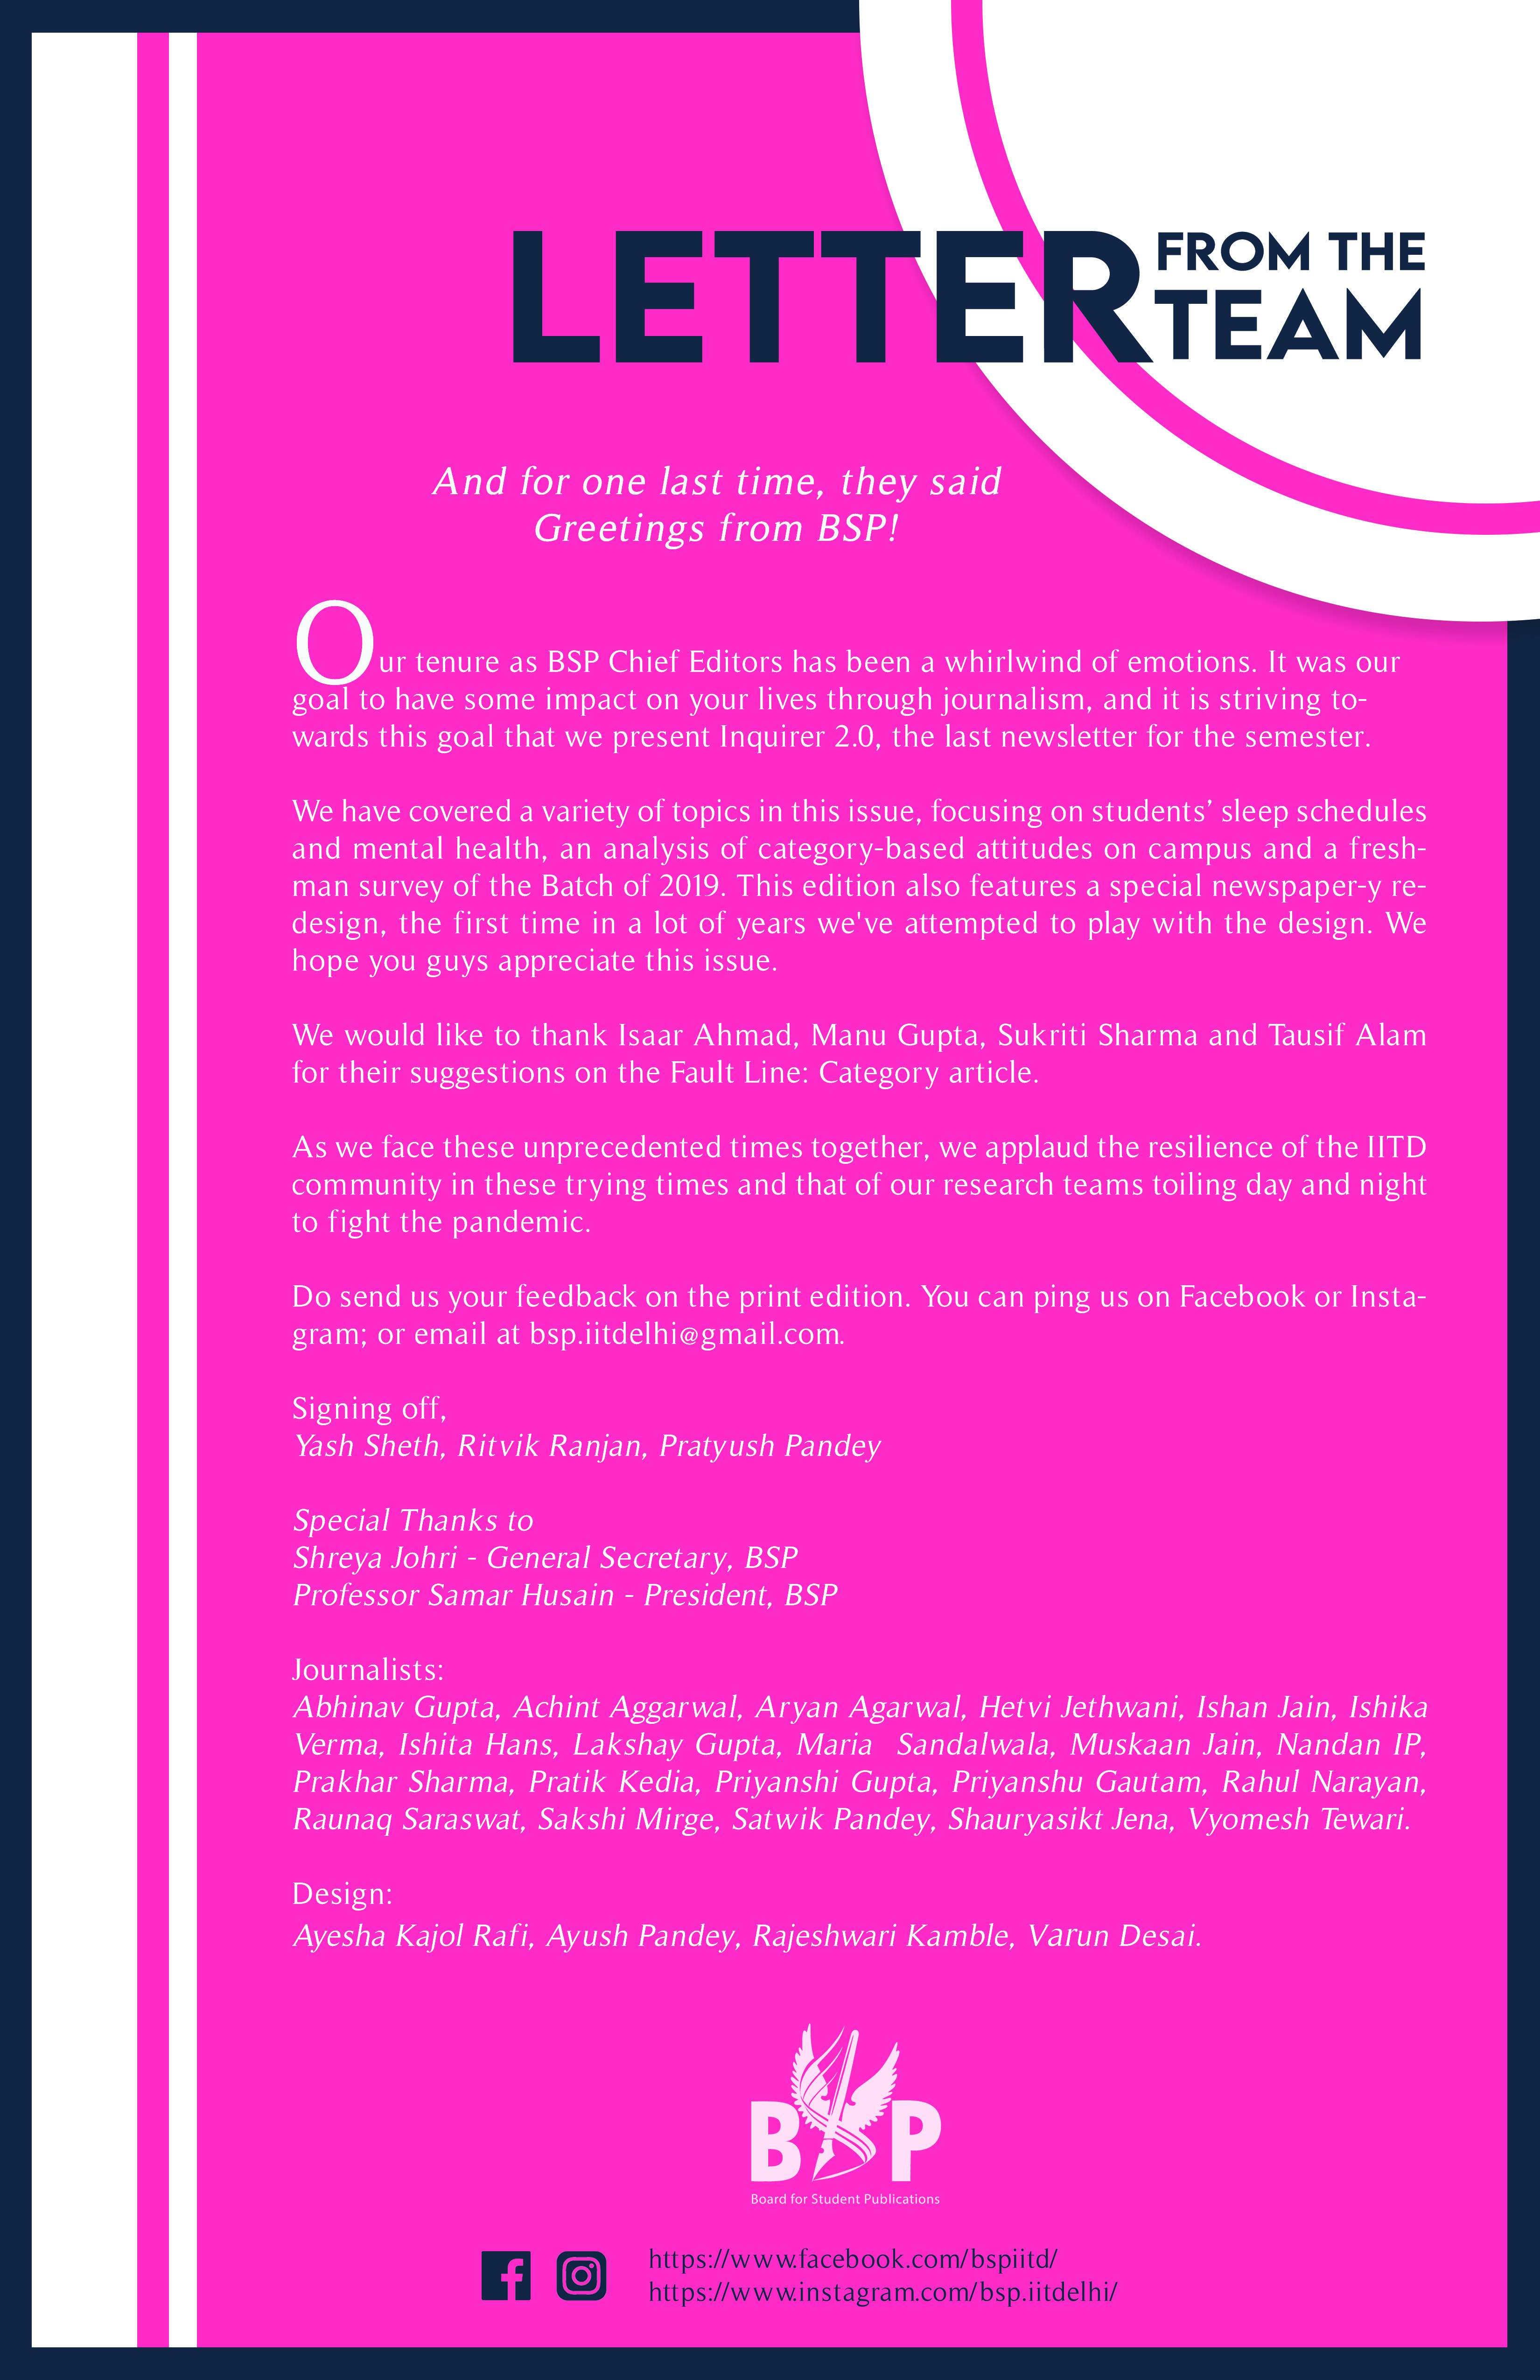 LETTER FROM THE
TEAM
And for one last time, they said
Greetings from BSP!
Our tenure as BSP Chief Editors has been a whirlwind of emotions. It was our
goal to have some impact on your lives through journalism, and it is striving to-
wards this goal that we present Inquirer 2.0, the last newsletter for the semester.
We have covered a variety of topics in this issue, focusing on students’ sleep schedules
and mental health, an analysis of category-based attitudes on campus and a fresh-
man survey of the Batch of 2019. This edition also features a special newspaper-y re-
design, the first time in a lot of years we've attempted to play with the design. We
hope you guys appreciate this issue.
We would like to thank Isaar Ahmad, Manu Gupta, Sukriti Sharma and Tausif Alam
for their suggestions on the Fault Line: Category article.
As we face these unprecedented times together, we applaud the resilience of the IITD
community in these trying times and that of our research teams toiling day and night
to fight the pandemic.
Do send us your feedback on the print edition. You can ping us on Facebook or Insta-
gram; or email at bsp.iitdelhi@gmail.com.
Signing off,
Yash Sheth, Ritvik Ranjan, Pratyush Pandey
Special Thanks to
Shreya Johri - General Secretary, BSP
Professor Samar Husain - President, BSP
Journalists:
Abhinav Gupta, Achint Aggarwal, Aryan Agarwal, Hetvi Jethwani, Ishan Jain, Ishika
Verma, Ishita Hans, Lakshay Gupta, Maria Sandalwala, Muskaan Jain, Nandan IP,
Prakhar Sharma, Pratik Kedia, Priyanshi Gupta, Priyanshu Gautam, Rahul Narayan,
Raunaq Saraswat, Sakshi Mirge, Satwik Pandey, Shauryasikt Jena, Vyomesh Tewari.
Design:
Ayesha Kajol Rafi, Ayush Pandey, Rajeshwari Kamble, Varun Desai.
BSP
Board for Student Publications
https://www.facebook.com/bspiitd/
https://www.instagram.com/bsp.iitdelhi/